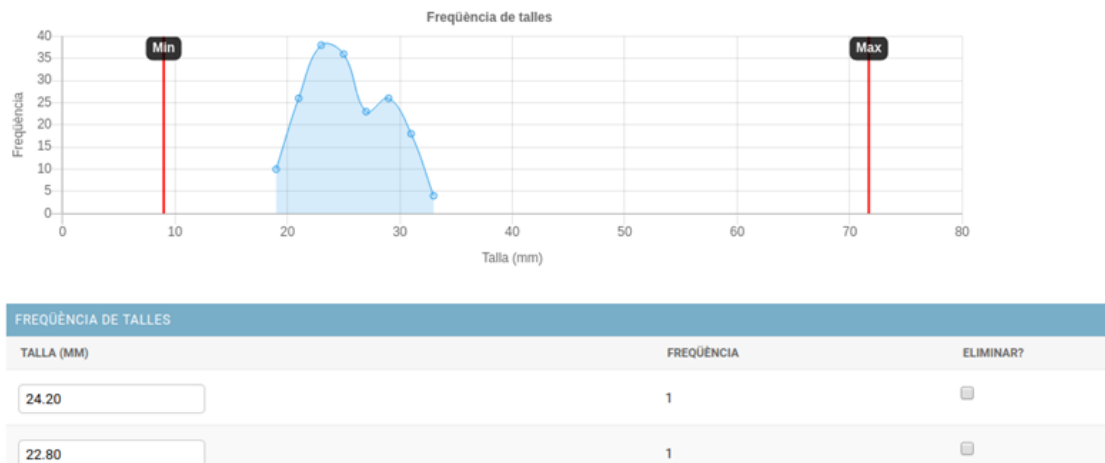 Freqüència de talles
40
35
30
25
20
15
10
5
0
Freqüència
Min
Max
0 10 20 30 40 50 60 70 80
Talla (mm)
FREQÜÈNCIA DE TALLES
TALLA (MM) FREQÜÈNCIA ELIMINAR?
24.20 1
22.80 1